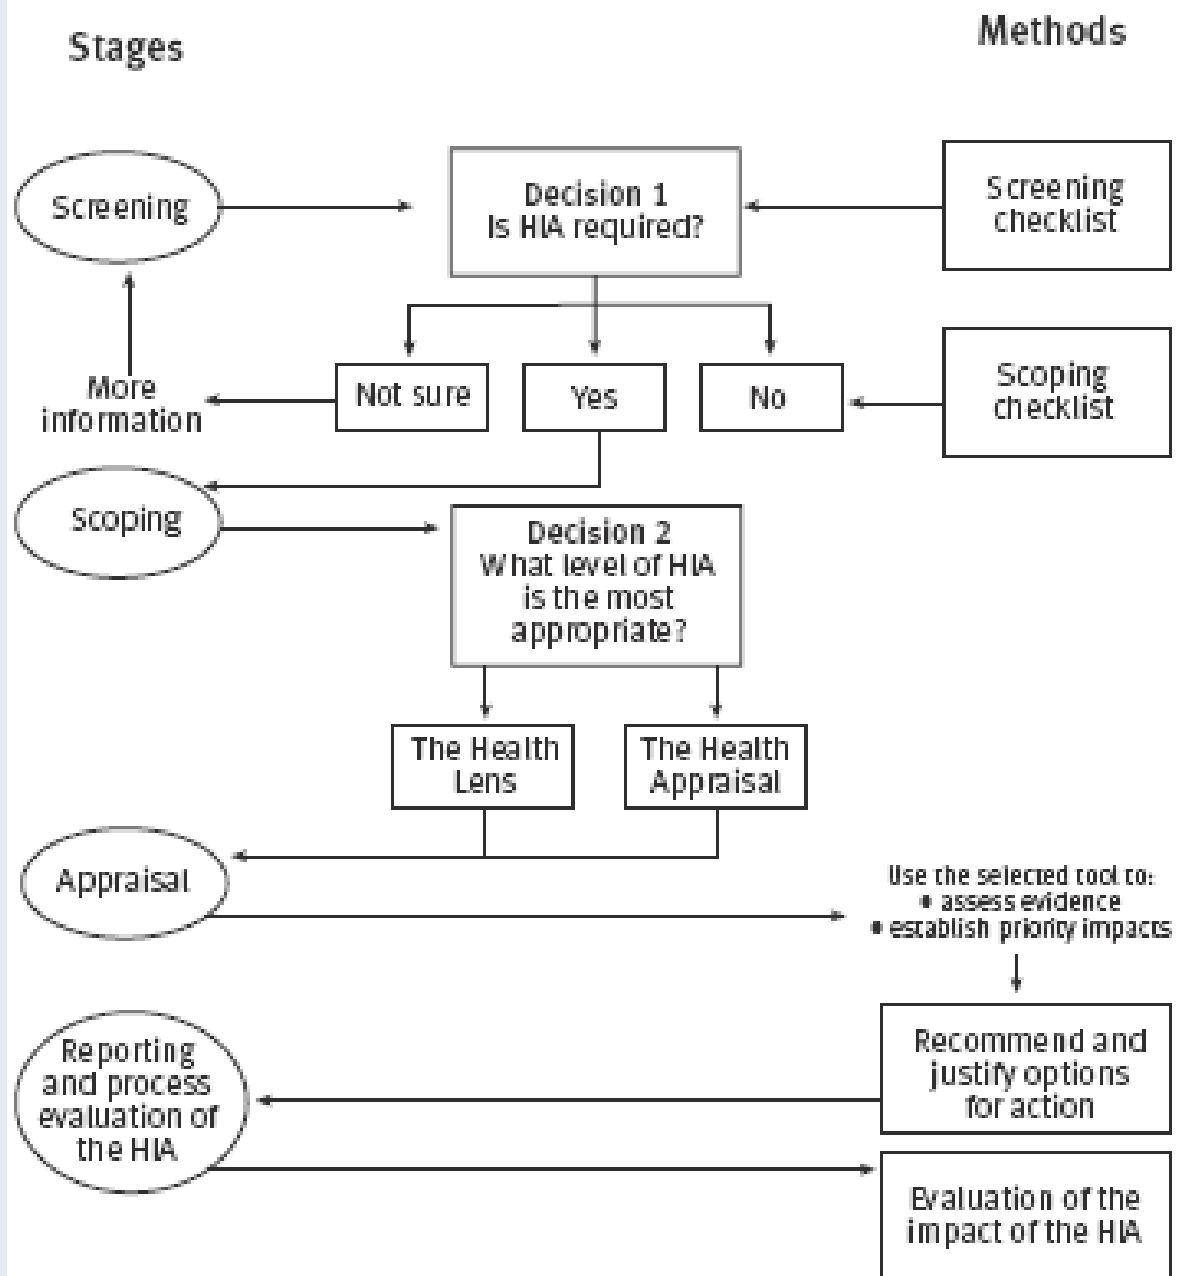 Stages
Methods
Screening
Decision 1
Is HIA required?
Screening
checklist
More
information
Not sure
Yes
No
Scoping
checklist
Scoping
Decision 2
What level of HIA
is the most
appropriate?
The Health
Lens
The Health
Appraisal
Appraisal
Use the selected tool to:
• assess evidence
• establish priority impacts
Reporting
and process
evaluation of
the HIA
Recommend and
justify options
for action
Evaluation of the
impact of the HIA